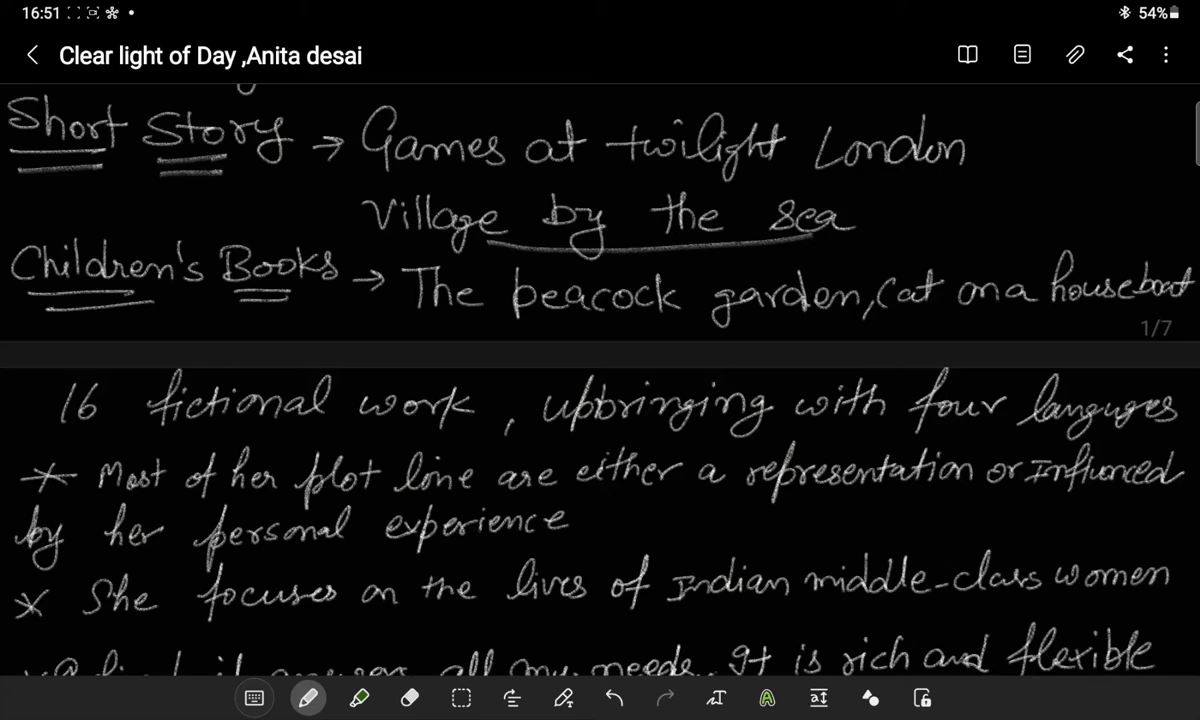 16:51
54%
Clear light of Day ,Anita desai
Short Story → Games at twilight London
Village by the sea
Children's Books → The peacock garden, Cat on a houseboat
1/7
16 fictional work, upbringing with four languges
* Most of her plot line are either a representation or Influnced
by her personal experience
* She focuses on the lives of Indian middle-class women
all my needs. It is rich and flexible